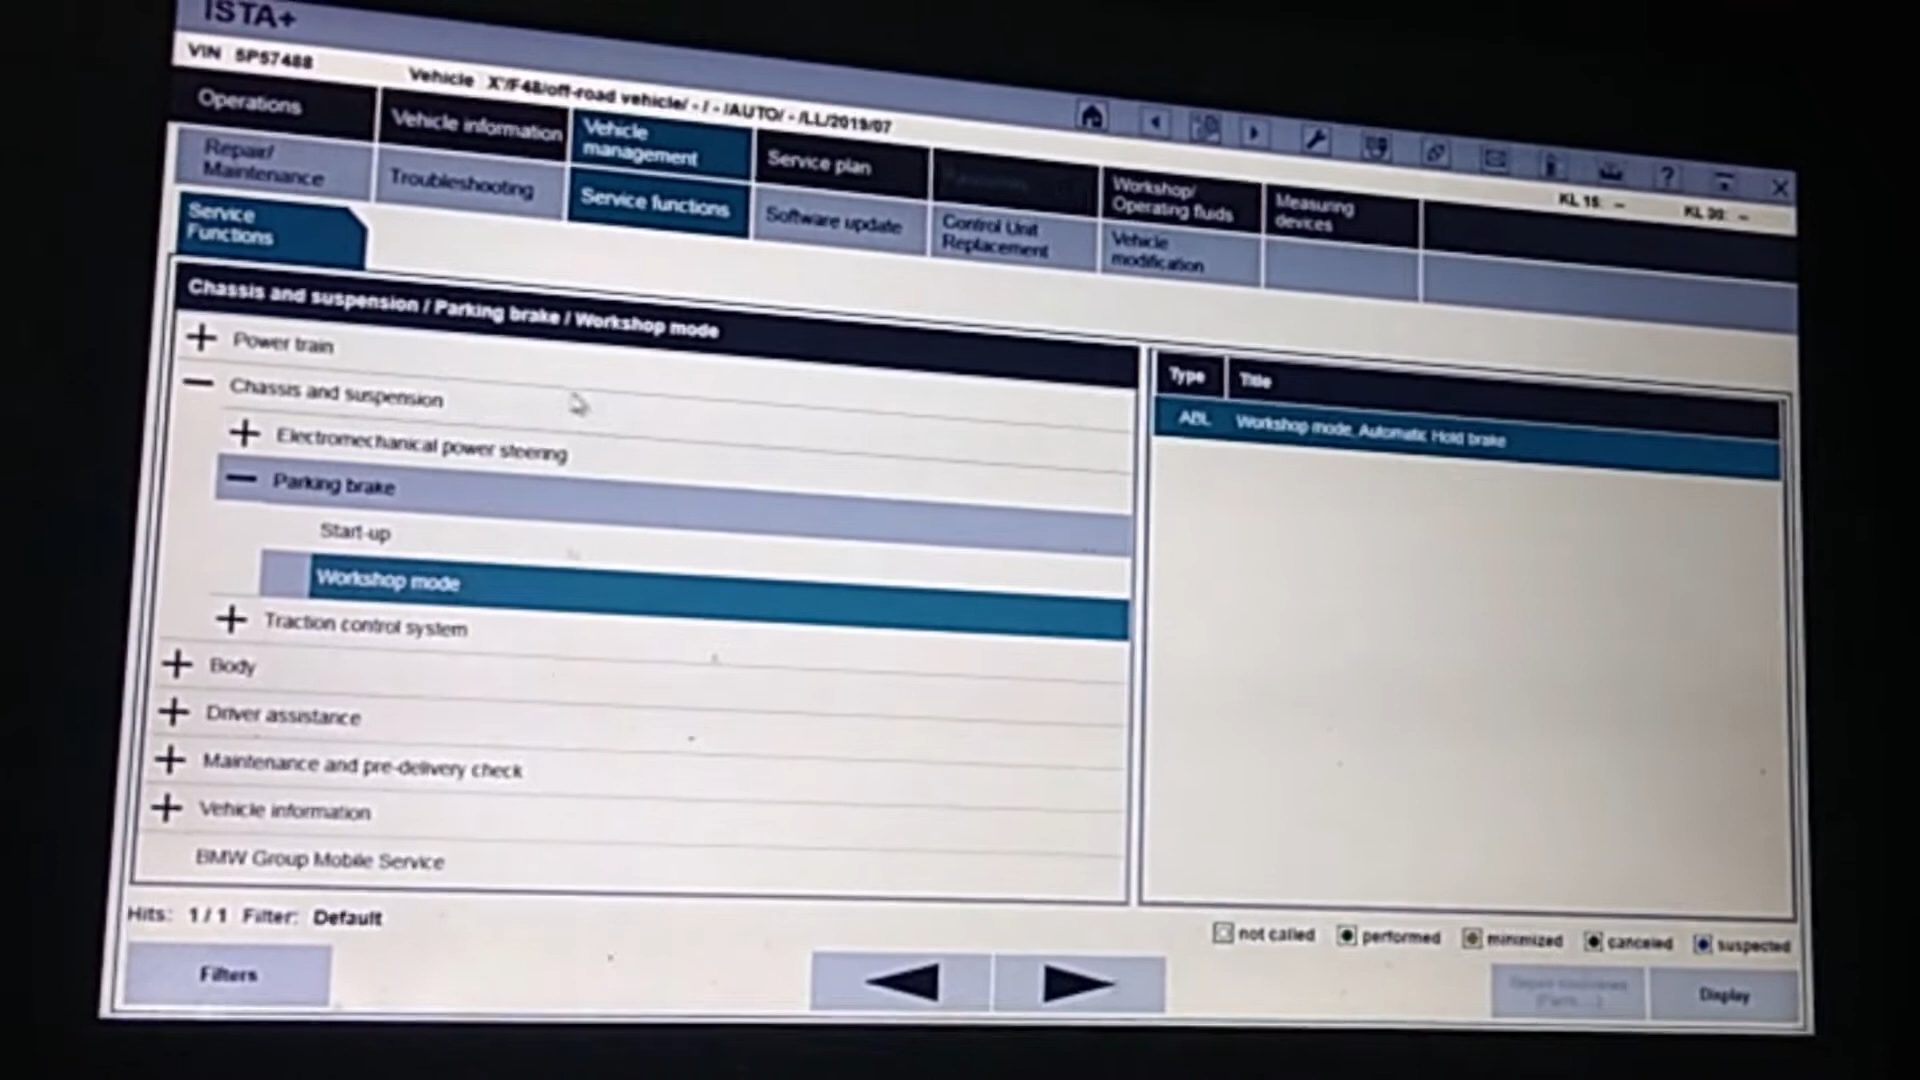 ISTA+
VIN 5P57488
Vehicle X'/F48/off-road vehicle/ - / - /AUTO/ - /LL/2019/07
KL 15: --
KL 30: --
Operations
Vehicle information
Vehicle management
Service plan
Workshop/ Operating fluids
Measuring devices
Repair/ Maintenance
Troubleshooting
Service functions
Software update
Control Unit Replacement
Vehicle modification
Service Functions
Chassis and suspension / Parking brake / Workshop mode
+ Power train
− Chassis and suspension
+ Electromechanical power steering
− Parking brake
Start-up
Workshop mode
+ Traction control system
+ Body
+ Driver assistance
+ Maintenance and pre-delivery check
+ Vehicle information
BMW Group Mobile Service
Type Title
ABL Workshop mode, Automatic Hold brake
Hits: 1 / 1 Filter: Default
not called performed minimized canceled suspected
Filters
Display